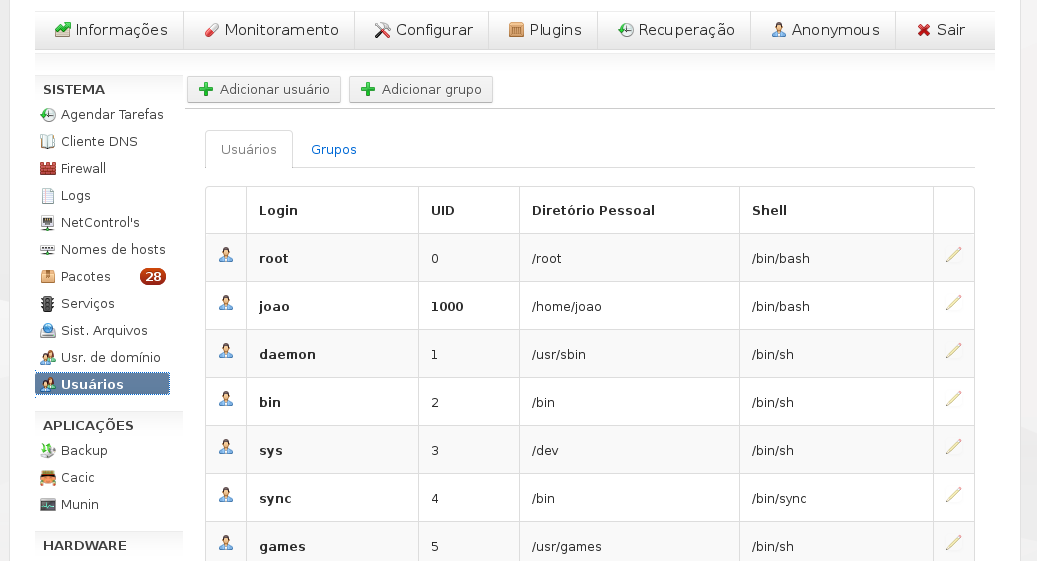 Informações Monitoramento Configurar Plugins Recuperação Anonymous Sair
SISTEMA
Agendar Tarefas
Cliente DNS
Firewall
Logs
NetControl's
Nomes de hosts
Pacotes 28
Serviços
Sist. Arquivos
Usr. de domínio
Usuários
APLICAÇÕES
Backup
Cacic
Munin
HARDWARE
Adicionar usuário Adicionar grupo
Usuários Grupos
Login UID Diretório Pessoal Shell
root 0 /root /bin/bash
joao 1000 /home/joao /bin/bash
daemon 1 /usr/sbin /bin/sh
bin 2 /bin /bin/sh
sys 3 /dev /bin/sh
sync 4 /bin /bin/sync
games 5 /usr/games /bin/sh